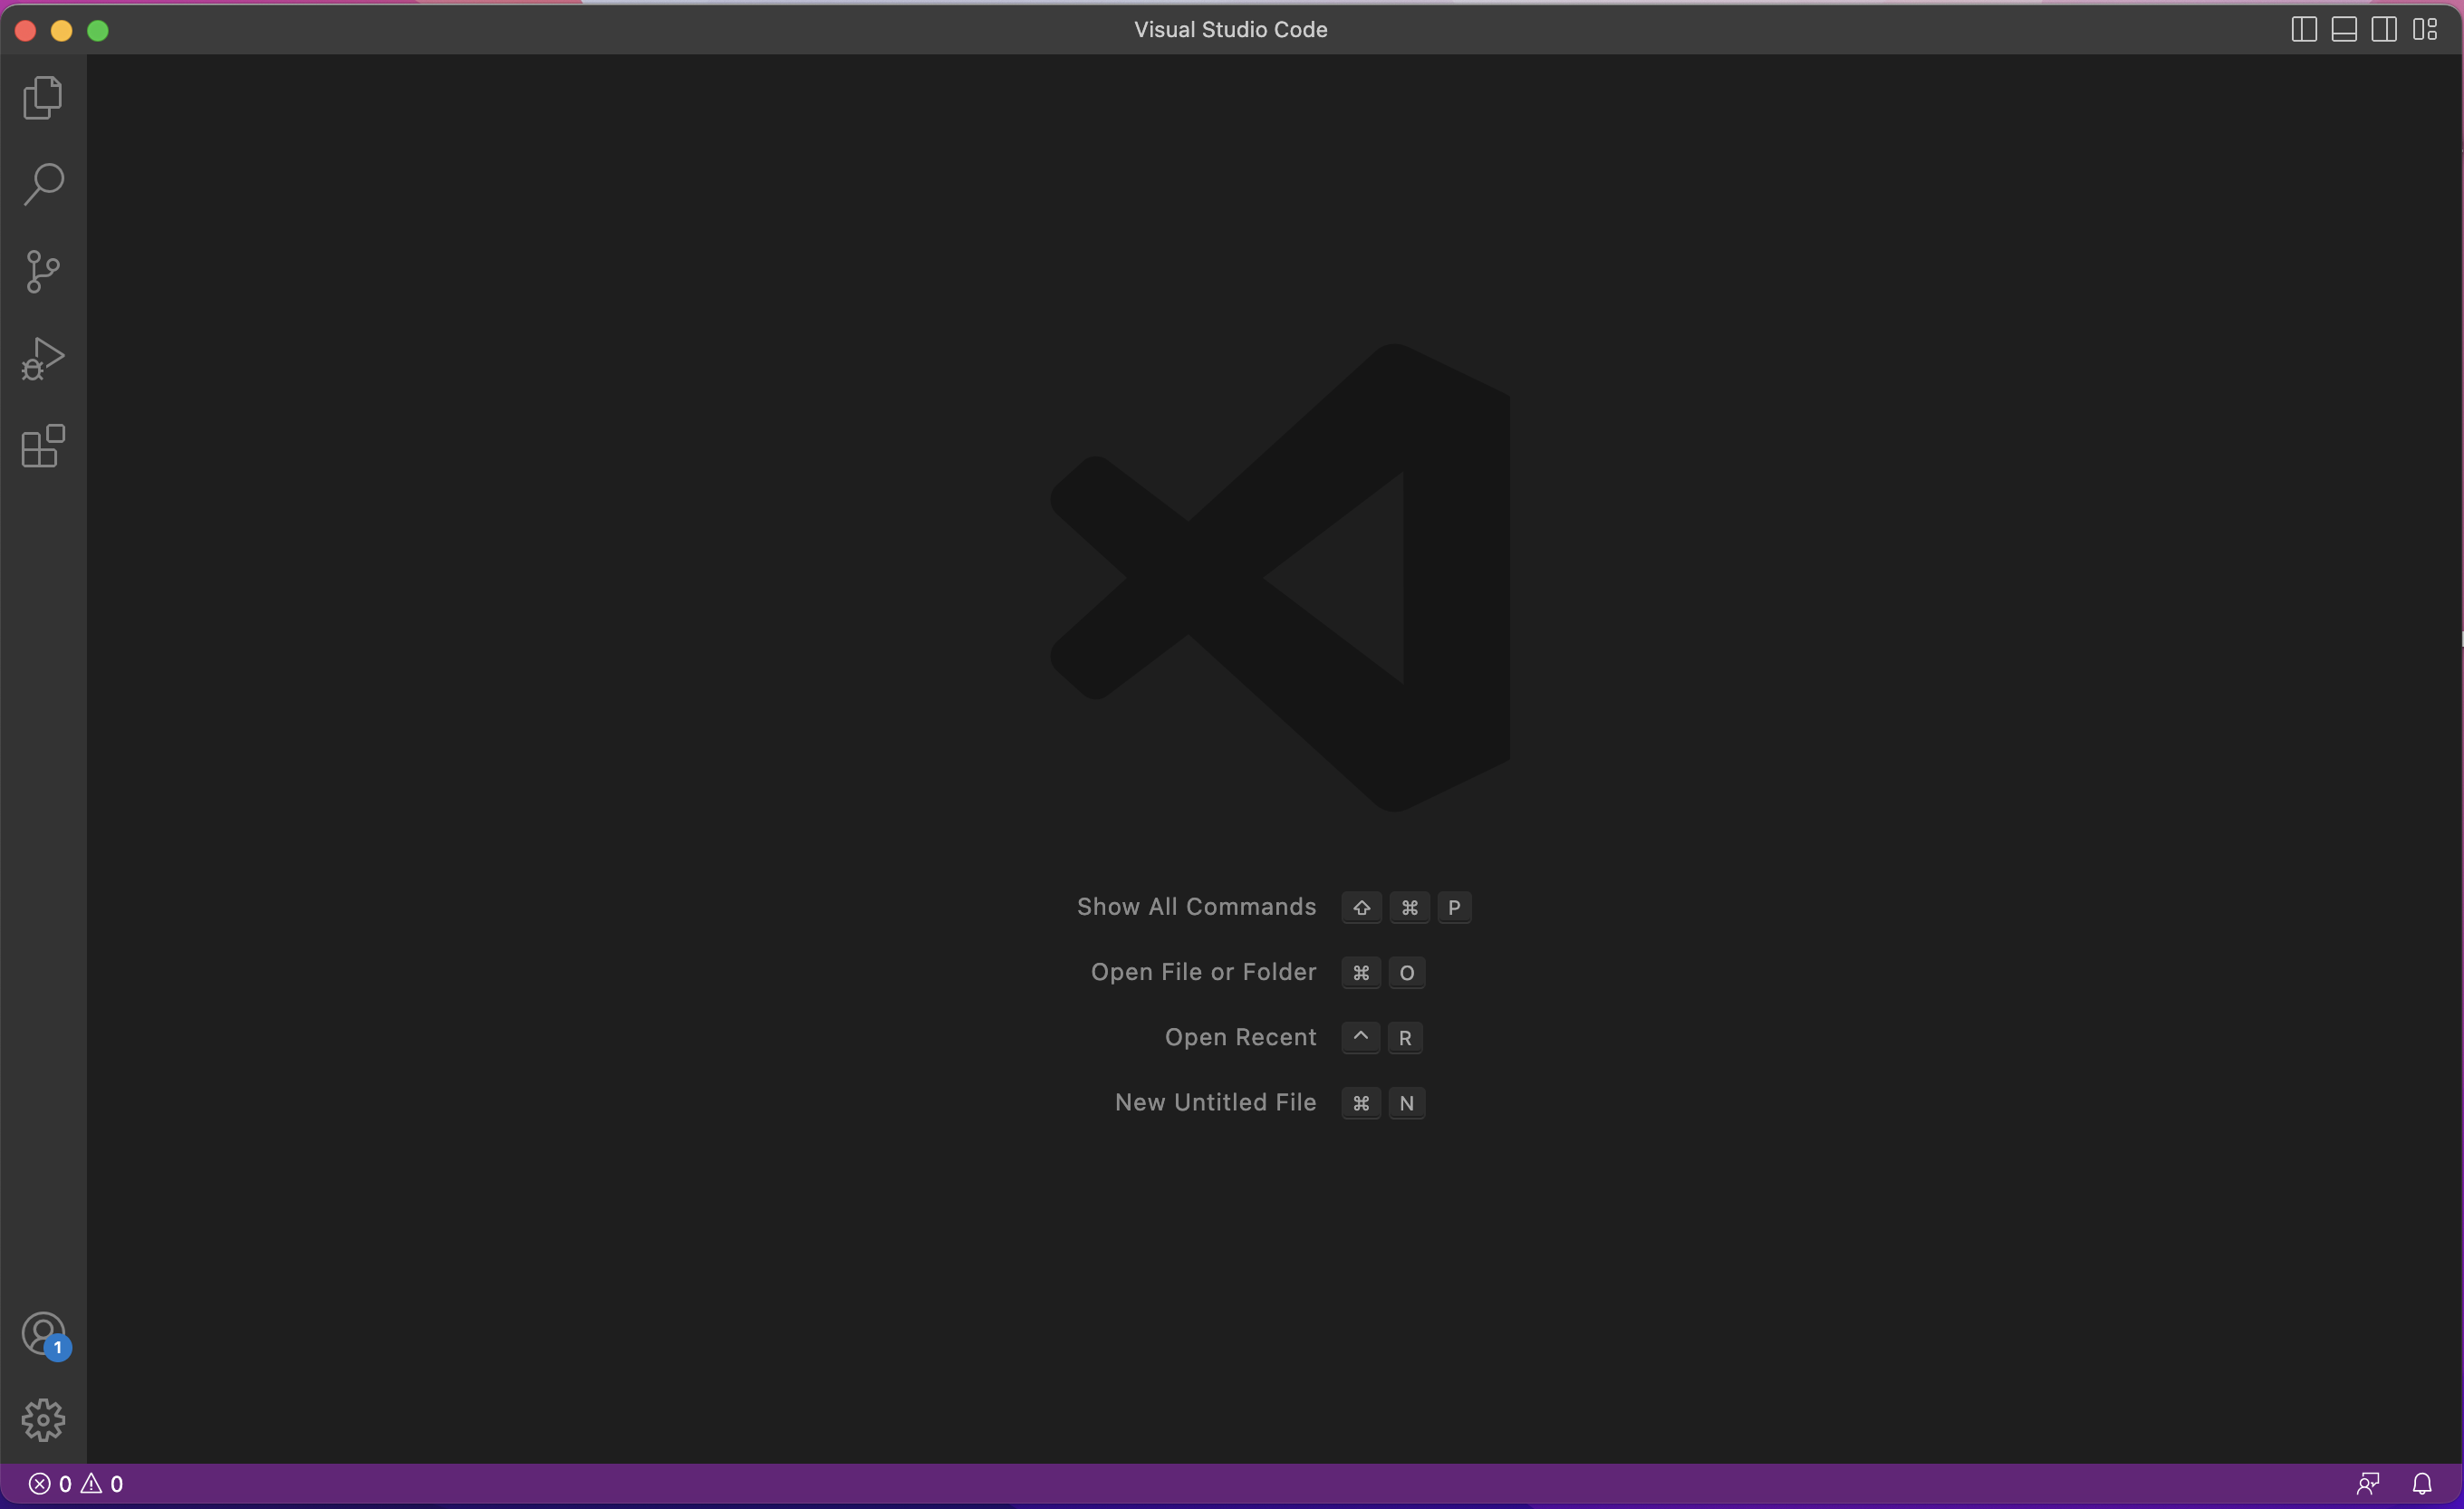 Visual Studio Code
Show All Commands ⇧ ⌘ P
Open File or Folder ⌘ O
Open Recent ^ R
New Untitled File ⌘ N
1
0 0